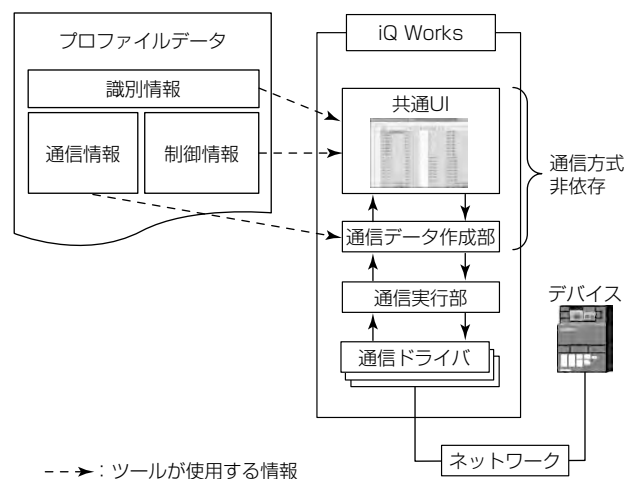 プロファイルデータ
識別情報
通信情報
制御情報
iQ Works
共通UI
通信データ作成部
通信実行部
通信ドライバ
通信方式
非依存
デバイス
ネットワーク
：ツールが使用する情報